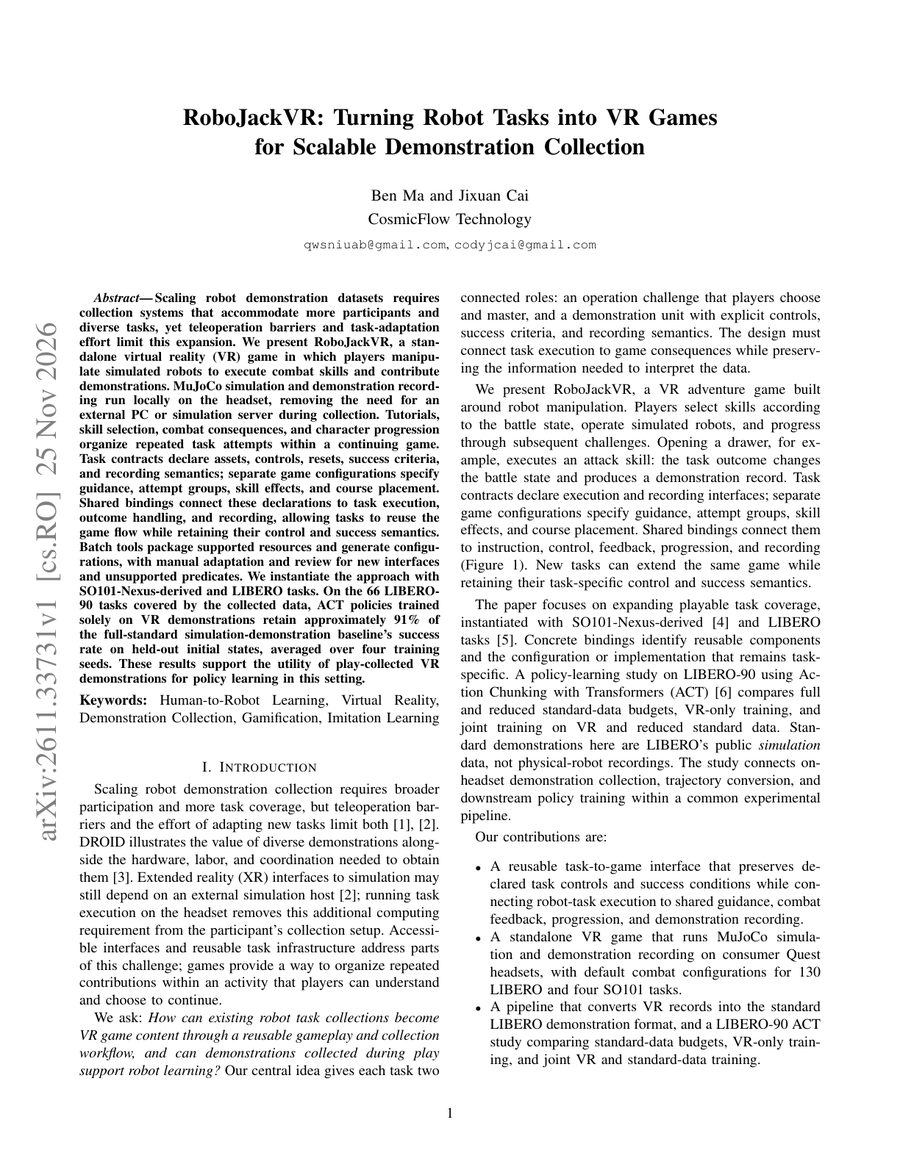 RoboJackVR: Turning Robot Tasks into VR Games
for Scalable Demonstration Collection
Ben Ma and Jixuan Cai
CosmicFlow Technology
qwsniuab@gmail.com, codyjcai@gmail.com
arXiv:2611.33731v1 [cs.RO] 25 Nov 2026
Abstract—Scaling robot demonstration datasets requires
collection systems that accommodate more participants and
diverse tasks, yet teleoperation barriers and task-adaptation
effort limit this expansion. We present RoboJackVR, a stan-
dalone virtual reality (VR) game in which players manipu-
late simulated robots to execute combat skills and contribute
demonstrations. MuJoCo simulation and demonstration record-
ing run locally on the headset, removing the need for an
external PC or simulation server during collection. Tutorials,
skill selection, combat consequences, and character progression
organize repeated task attempts within a continuing game.
Task contracts declare assets, controls, resets, success criteria,
and recording semantics; separate game configurations specify
guidance, attempt groups, skill effects, and course placement.
Shared bindings connect these declarations to task execution,
outcome handling, and recording, allowing tasks to reuse the
game flow while retaining their control and success semantics.
Batch tools package supported resources and generate configu-
rations, with manual adaptation and review for new interfaces
and unsupported predicates. We instantiate the approach with
SO101-Nexus-derived and LIBERO tasks. On the 66 LIBERO-
90 tasks covered by the collected data, ACT policies trained
solely on VR demonstrations retain approximately 91% of
the full-standard simulation-demonstration baseline's success
rate on held-out initial states, averaged over four training
seeds. These results support the utility of play-collected VR
demonstrations for policy learning in this setting.
Keywords: Human-to-Robot Learning, Virtual Reality,
Demonstration Collection, Gamification, Imitation Learning
I. INTRODUCTION
Scaling robot demonstration collection requires broader
participation and more task coverage, but teleoperation bar-
riers and the effort of adapting new tasks limit both [1], [2].
DROID illustrates the value of diverse demonstrations along-
side the hardware, labor, and coordination needed to obtain
them [3]. Extended reality (XR) interfaces to simulation may
still depend on an external simulation host [2]; running task
execution on the headset removes this additional computing
requirement from the participant's collection setup. Accessi-
ble interfaces and reusable task infrastructure address parts
of this challenge; games provide a way to organize repeated
contributions within an activity that players can understand
and choose to continue.
We ask: How can existing robot task collections become
VR game content through a reusable gameplay and collection
workflow, and can demonstrations collected during play
support robot learning? Our central idea gives each task two
connected roles: an operation challenge that players choose
and master, and a demonstration unit with explicit controls,
success criteria, and recording semantics. The design must
connect task execution to game consequences while preserv-
ing the information needed to interpret the data.
We present RoboJackVR, a VR adventure game built
around robot manipulation. Players select skills according
to the battle state, operate simulated robots, and progress
through subsequent challenges. Opening a drawer, for ex-
ample, executes an attack skill: the task outcome changes
the battle state and produces a demonstration record. Task
contracts declare execution and recording interfaces; separate
game configurations specify guidance, attempt groups, skill
effects, and course placement. Shared bindings connect them
to instruction, control, feedback, progression, and recording
(Figure 1). New tasks can extend the same game while
retaining their task-specific control and success semantics.
The paper focuses on expanding playable task coverage,
instantiated with SO101-Nexus-derived [4] and LIBERO
tasks [5]. Concrete bindings identify reusable components
and the configuration or implementation that remains task-
specific. A policy-learning study on LIBERO-90 using Ac-
tion Chunking with Transformers (ACT) [6] compares full
and reduced standard-data budgets, VR-only training, and
joint training on VR and reduced standard data. Stan-
dard demonstrations here are LIBERO's public simulation
data, not physical-robot recordings. The study connects on-
headset demonstration collection, trajectory conversion, and
downstream policy training within a common experimental
pipeline.
Our contributions are:
• A reusable task-to-game interface that preserves de-
clared task controls and success conditions while con-
necting robot-task execution to shared guidance, combat
feedback, progression, and demonstration recording.
• A standalone VR game that runs MuJoCo simula-
tion and demonstration recording on consumer Quest
headsets, with default combat configurations for 130
LIBERO and four SO101 tasks.
• A pipeline that converts VR records into the standard
LIBERO demonstration format, and a LIBERO-90 ACT
study comparing standard-data budgets, VR-only train-
ing, and joint VR and standard-data training.
1